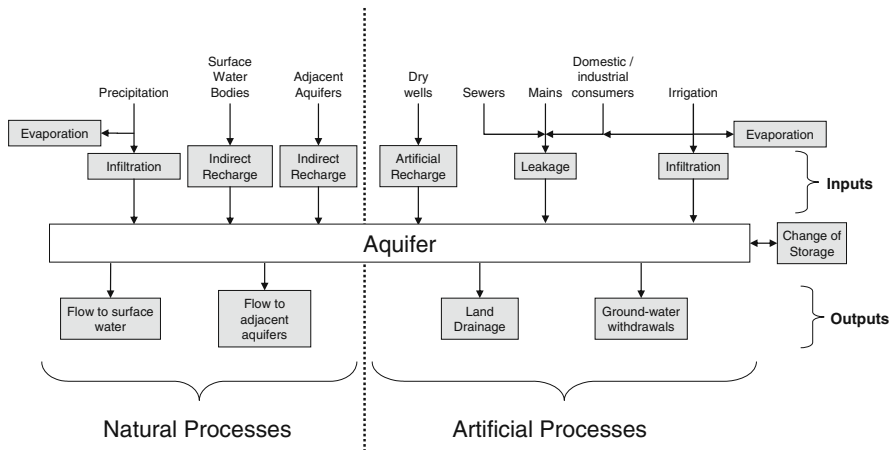 Surface
Water
Bodies
Domestic /
industrial
consumers
Precipitation
Adjacent
Aquifers
Dry
wells
Sewers
Mains
Irrigation
Evaporation
Evaporation
Infiltration
Indirect
Recharge
Indirect
Recharge
Artificial
Recharge
Leakage
Infiltration
Inputs
Aquifer
Change of
Storage
Flow to surface
water
Flow to
adjacent
aquifers
Land
Drainage
Ground-water
withdrawals
Outputs
Natural Processes
Artificial Processes